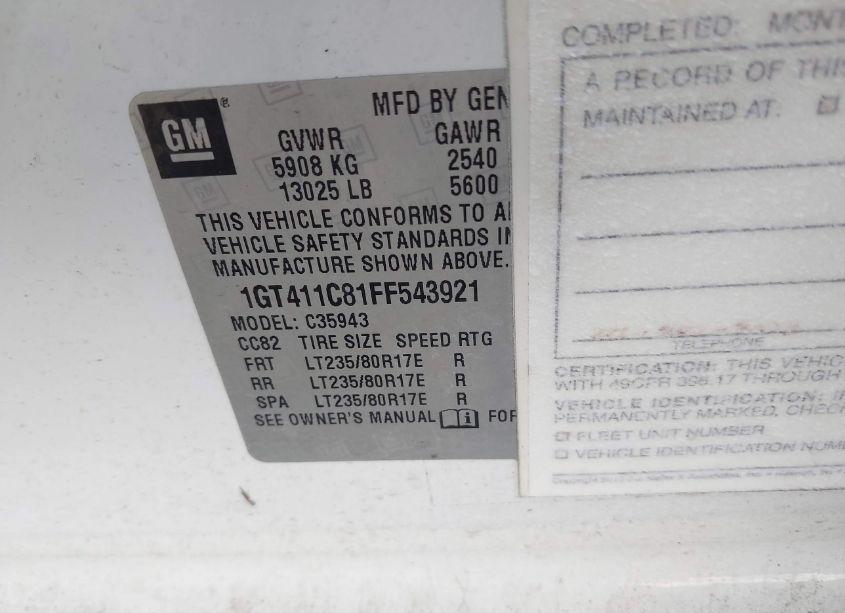 GM
MFD BY GEN
GVWR GAWR
5908 KG 2540
13025 LB 5600
THIS VEHICLE CONFORMS TO A
VEHICLE SAFETY STANDARDS IN
MANUFACTURE SHOWN ABOVE.
1GT411C81FF543921
MODEL: C35943
CC82 TIRE SIZE SPEED RTG
FRT LT235/80R17E R
RR LT235/80R17E R
SPA LT235/80R17E R
SEE OWNER'S MANUAL FOR
COMPLETED: MONT
A RECORD OF THIS
MAINTAINED AT:
TELEPHONE
CERTIFICATION: THIS VEHIC
WITH 49CFR 396.17 THROUGH
VEHICLE IDENTIFICATION: I
PERMANENTLY MARKED, CHECK
FLEET UNIT NUMBER
VEHICLE IDENTIFICATION NUM